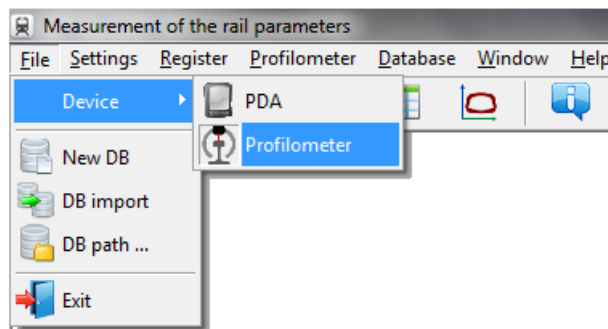 Measurement of the rail parameters
File Settings Register Profilometer Database Window Help
Device
PDA
Profilometer
New DB
DB import
DB path ...
Exit